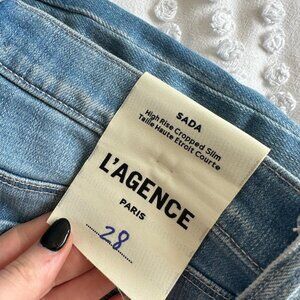 SADA
High Rise Cropped Slim
Taille Haute Etroit Courte
L'AGENCE
PARIS
28